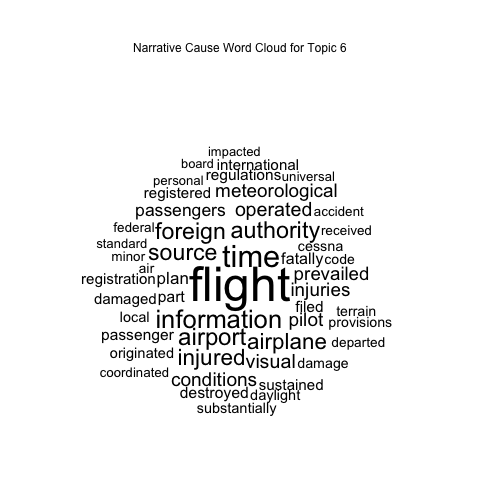 Narrative Cause Word Cloud for Topic 6
impacted
board international
personal regulations universal
registered meteorological
passengers operated accident
federal foreign authority received
standard source time cessna
minor fatally code
air flight prevailed
registration plan injuries
damaged part filed terrain
local information pilot provisions
passenger airport airplane departed
originated injured visual damage
coordinated conditions sustained
destroyed daylight
substantially